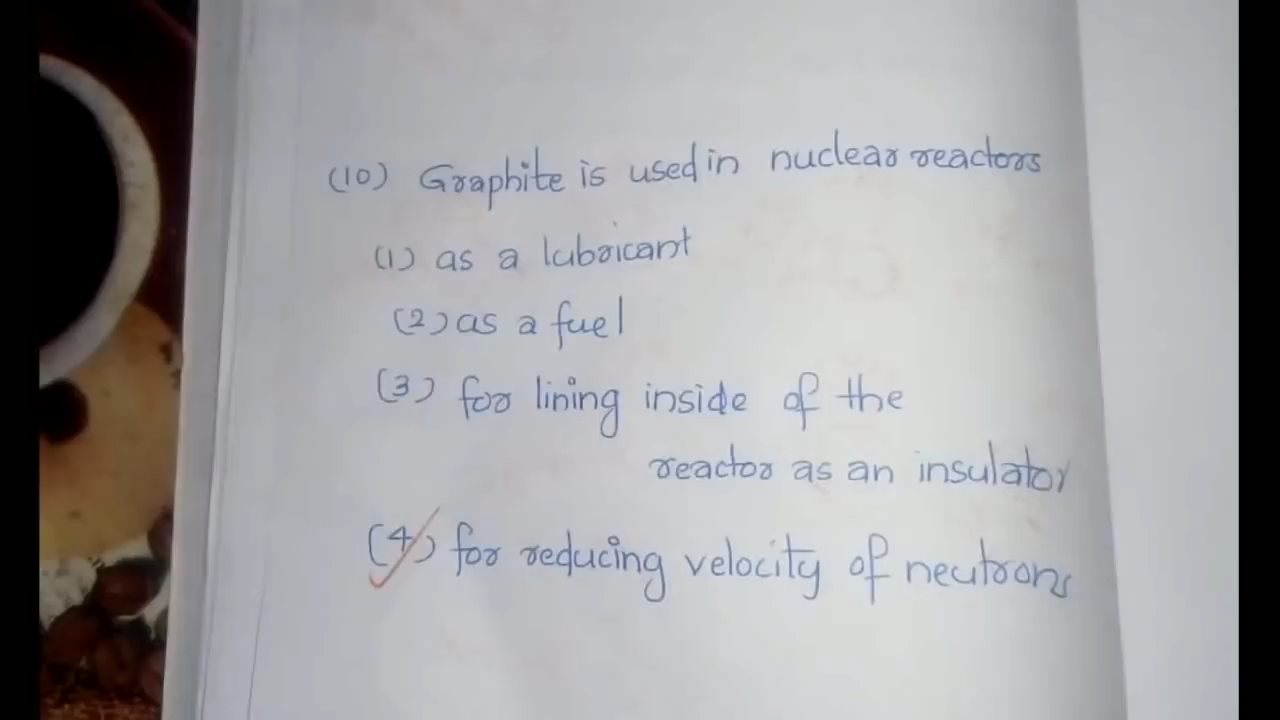 (10) Graphite is used in nuclear reactors
(1) as a lubricant
(2) as a fuel
(3) for lining inside of the
reactor as an insulator
(4) for reducing velocity of neutrons